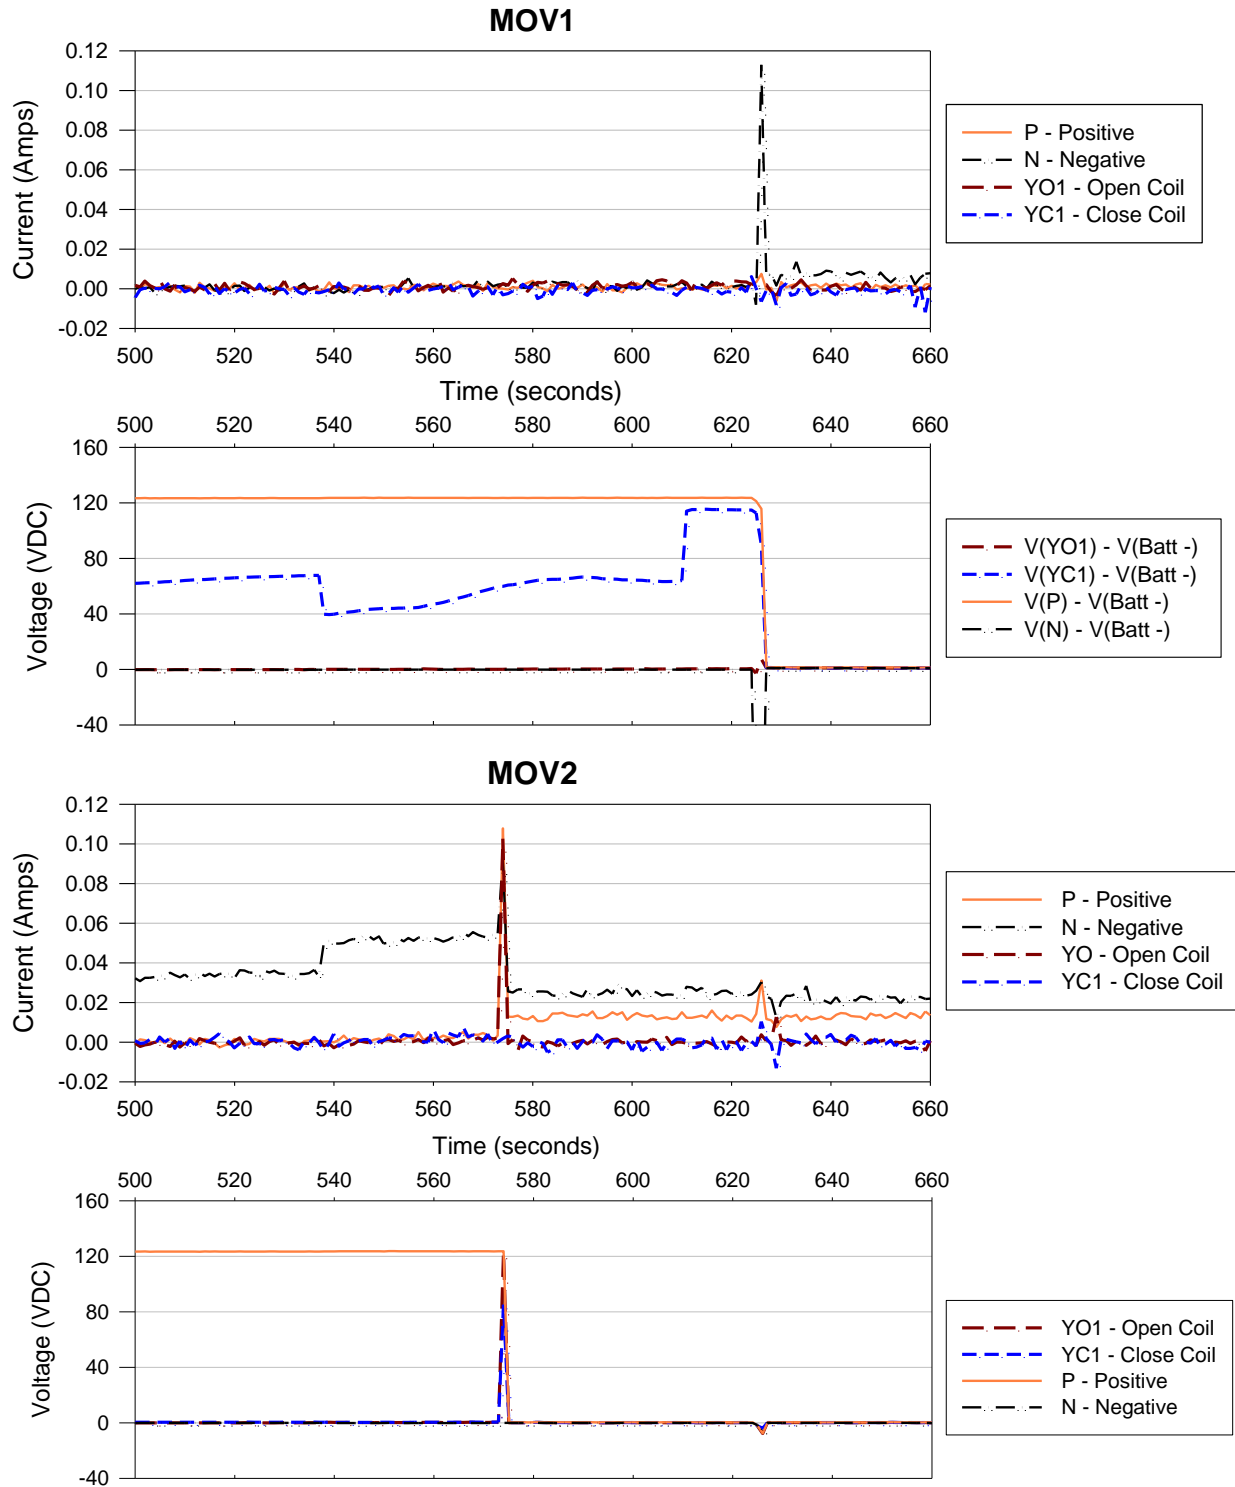 MOV1
0.12
0.10
0.08
0.06
0.04
0.02
0.00
-0.02
Current (Amps)
500 520 540 560 580 600 620 640 660
Time (seconds)
P - Positive
N - Negative
YO1 - Open Coil
YC1 - Close Coil
500 520 540 560 580 600 620 640 660
160
120
80
40
0
-40
Voltage (VDC)
V(YO1) - V(Batt -)
V(YC1) - V(Batt -)
V(P) - V(Batt -)
V(N) - V(Batt -)
MOV2
0.12
0.10
0.08
0.06
0.04
0.02
0.00
-0.02
Current (Amps)
500 520 540 560 580 600 620 640 660
Time (seconds)
P - Positive
N - Negative
YO - Open Coil
YC1 - Close Coil
500 520 540 560 580 600 620 640 660
160
120
80
40
0
-40
Voltage (VDC)
YO1 - Open Coil
YC1 - Close Coil
P - Positive
N - Negative